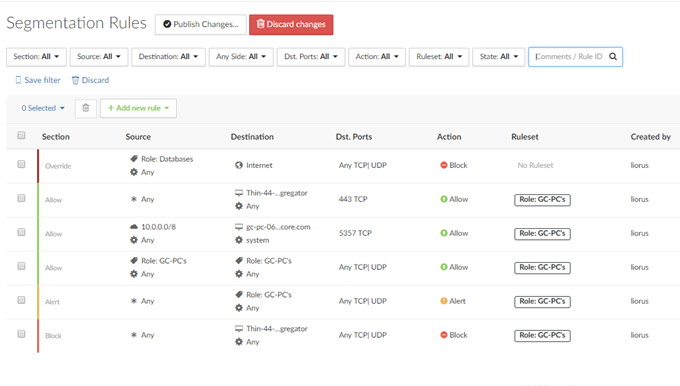 Segmentation Rules
Publish Changes...
Discard changes
Section: All
Source: All
Destination: All
Any Side: All
Dst. Ports: All
Action: All
Ruleset: All
State: All
Comments / Rule ID
Save filter
Discard
0 Selected
+ Add new rule
Section Source Destination Dst. Ports Action Ruleset Created by
Override Role: Databases Internet Any TCP| UDP Block No Ruleset liorus
Any
Allow Any Thin-44-...gregator 443 TCP Allow Role: GC-PC's liorus
Any
Allow 10.0.0.0/8 gc-pc-06...core.com 5357 TCP Allow Role: GC-PC's liorus
Any system
Allow Role: GC-PC's Role: GC-PC's Any TCP| UDP Allow Role: GC-PC's liorus
Any Any
Alert Any Role: GC-PC's Any TCP| UDP Alert Role: GC-PC's liorus
Any
Block Any Thin-44-...gregator Any TCP| UDP Block Role: GC-PC's liorus
Any